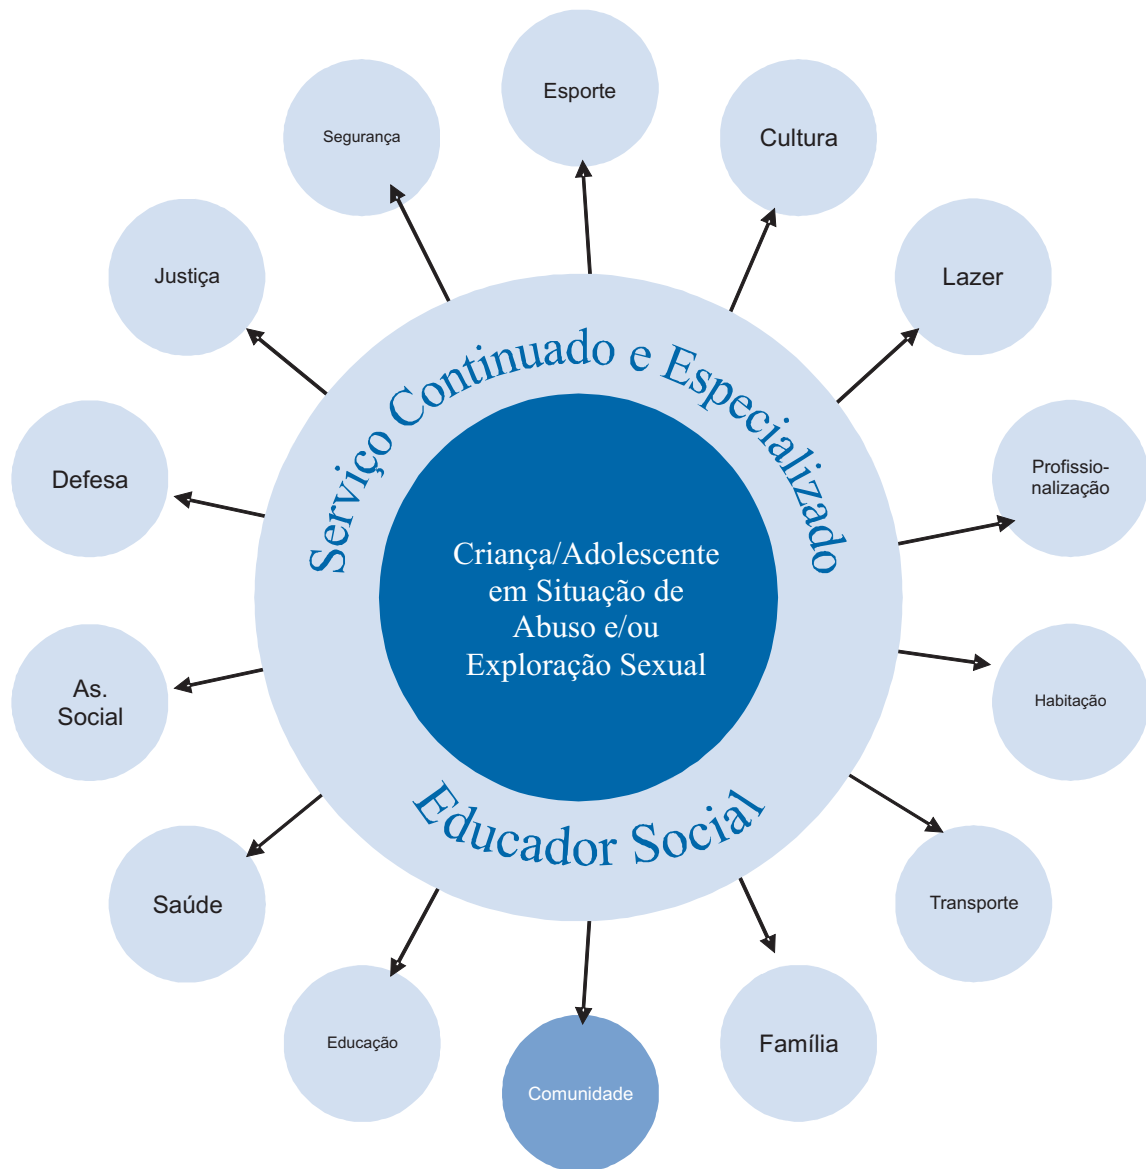 Esporte
Segurança
Cultura
Justiça
Lazer
Serviço Continuado e Especializado
Defesa
Profissio-
nalização
Criança/Adolescente
em Situação de
Abuso e/ou
Exploração Sexual
As.
Social
Habitação
Educador Social
Saúde
Transporte
Educação
Família
Comunidade